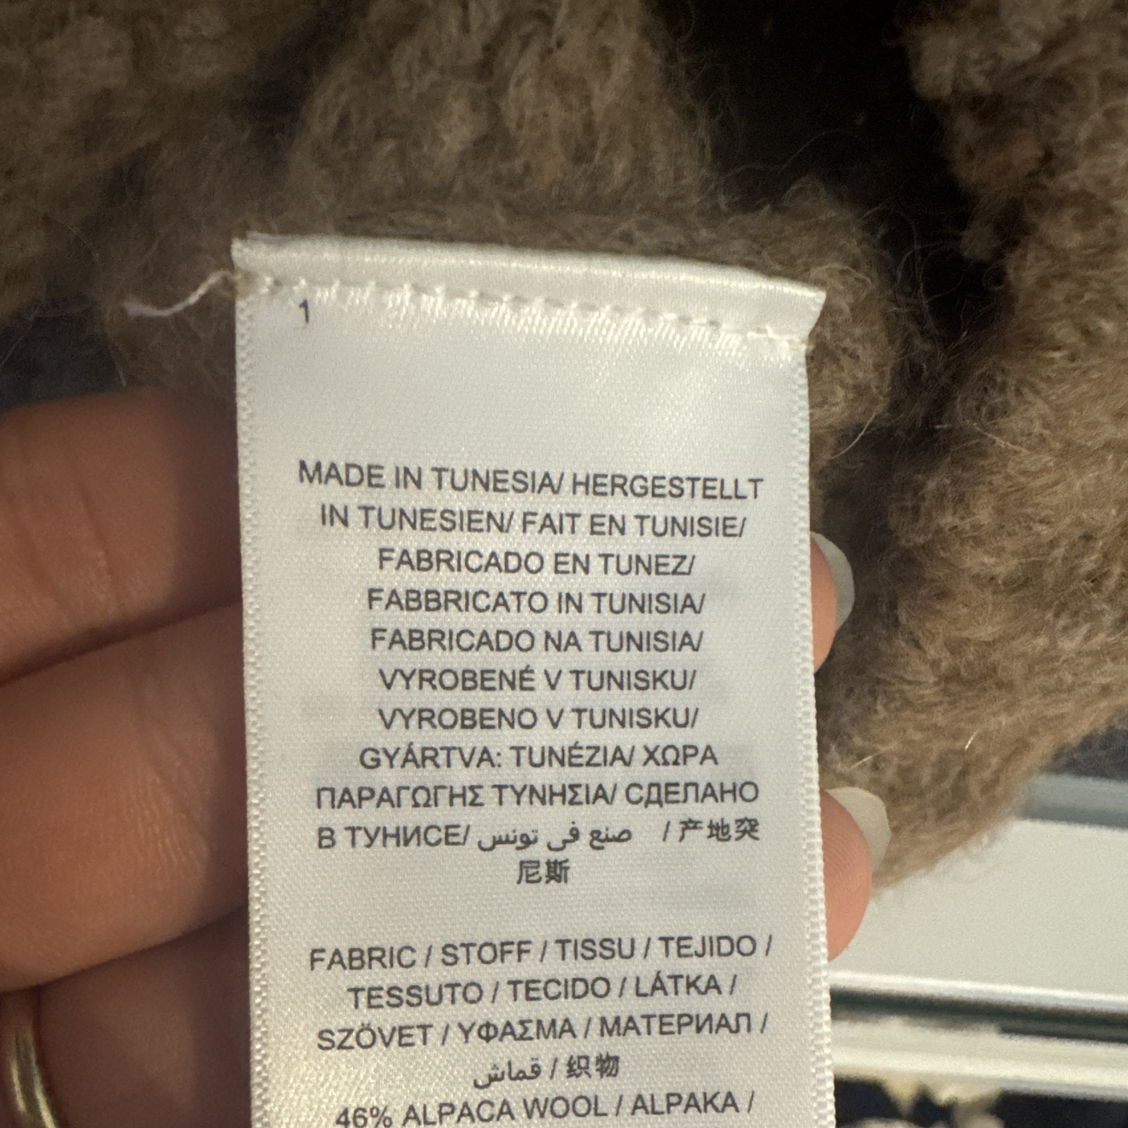 1
MADE IN TUNESIA/ HERGESTELLT
IN TUNESIEN/ FAIT EN TUNISIE/
FABRICADO EN TUNEZ/
FABBRICATO IN TUNISIA/
FABRICADO NA TUNISIA/
VYROBENÉ V TUNISKU/
VYROBENO V TUNISKU/
GYÁRTVA: TUNÉZIA/ ΧΩΡΑ
ΠΑΡΑΓΩΓΗΣ ΤΥΝΗΣΙΑ/ СДЕЛАНО
В ТУНИСЕ/ صنع في تونس / 产地突
尼斯
FABRIC / STOFF / TISSU / TEJIDO /
TESSUTO / TECIDO / LÁTKA /
SZÖVET / ΥΦΑΣΜΑ / МАТЕРИАЛ /
قماش / 织物
46% ALPACA WOOL / ALPAKA /